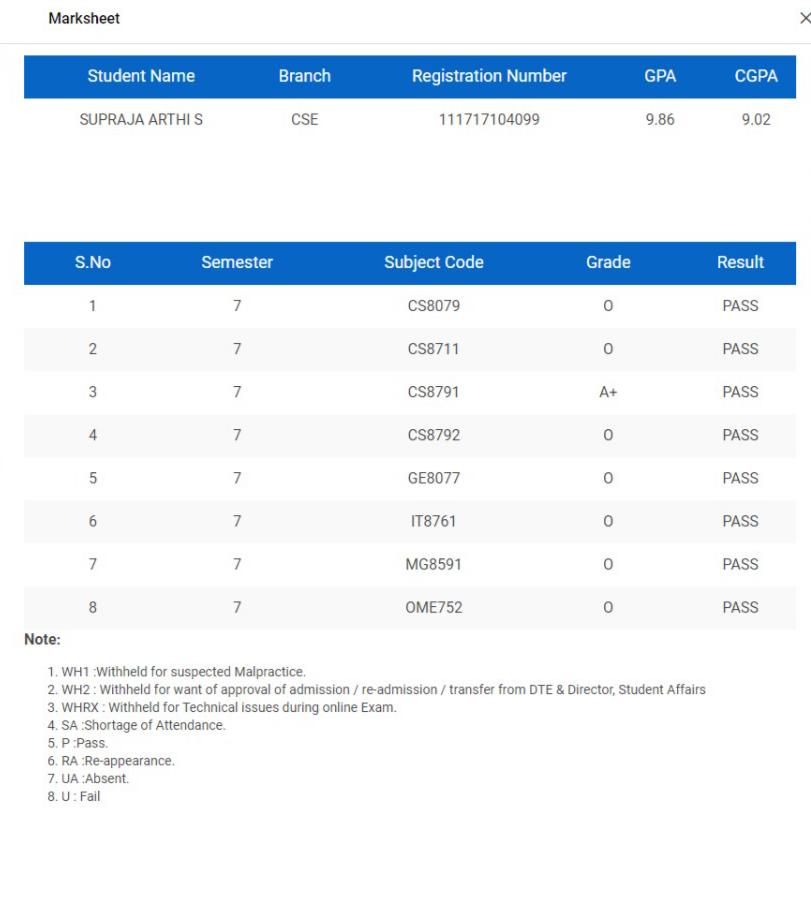 Marksheet
Student Name Branch Registration Number GPA CGPA
SUPRAJA ARTHI S CSE 111717104099 9.86 9.02
S.No Semester Subject Code Grade Result
1 7 CS8079 O PASS
2 7 CS8711 O PASS
3 7 CS8791 A+ PASS
4 7 CS8792 O PASS
5 7 GE8077 O PASS
6 7 IT8761 O PASS
7 7 MG8591 O PASS
8 7 OME752 O PASS
Note:
1. WH1 :Withheld for suspected Malpractice.
2. WH2 : Withheld for want of approval of admission / re-admission / transfer from DTE & Director, Student Affairs
3. WHRX : Withheld for Technical issues during online Exam.
4. SA :Shortage of Attendance.
5. P :Pass.
6. RA :Re-appearance.
7. UA :Absent.
8. U : Fail